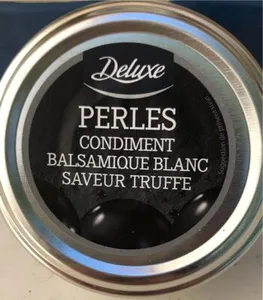 Deluxe
PERLES
CONDIMENT
BALSAMIQUE BLANC
SAVEUR TRUFFE